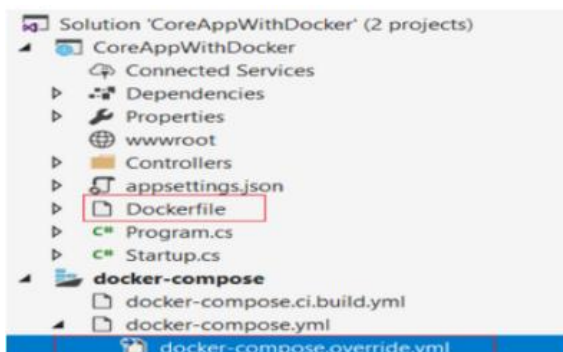 Solution 'CoreAppWithDocker' (2 projects)
CoreAppWithDocker
Connected Services
Dependencies
Properties
wwwroot
Controllers
appsettings.json
Dockerfile
C# Program.cs
C# Startup.cs
docker-compose
docker-compose.ci.build.yml
docker-compose.yml
docker-compose.override.yml